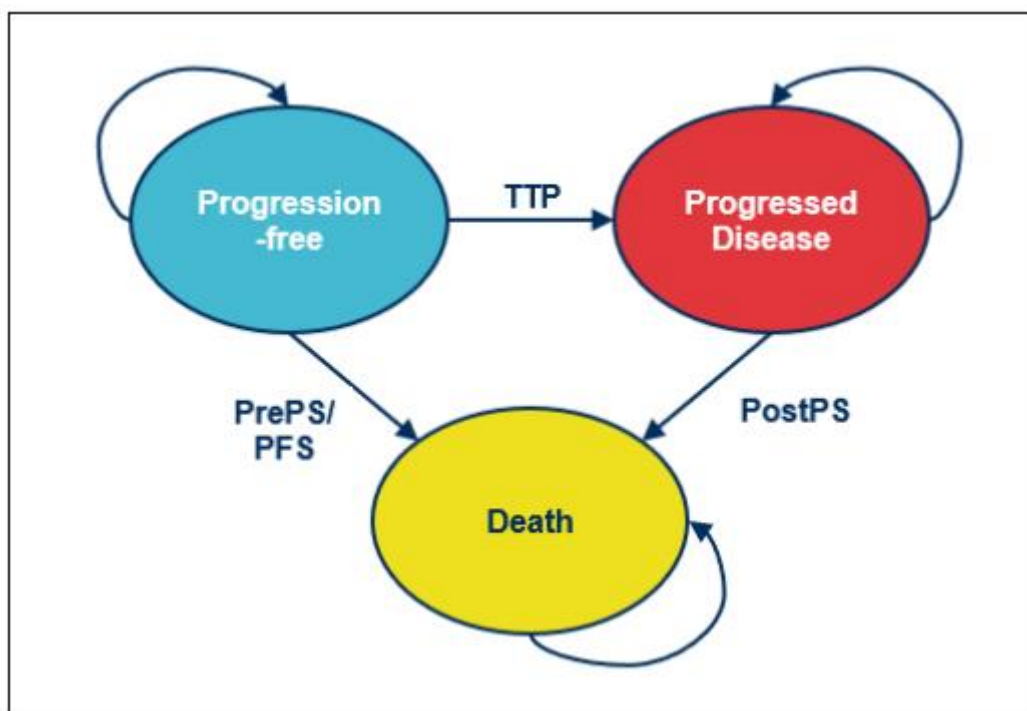 Progression
-free
TTP
Progressed
Disease
PrePS/
PFS
PostPS
Death